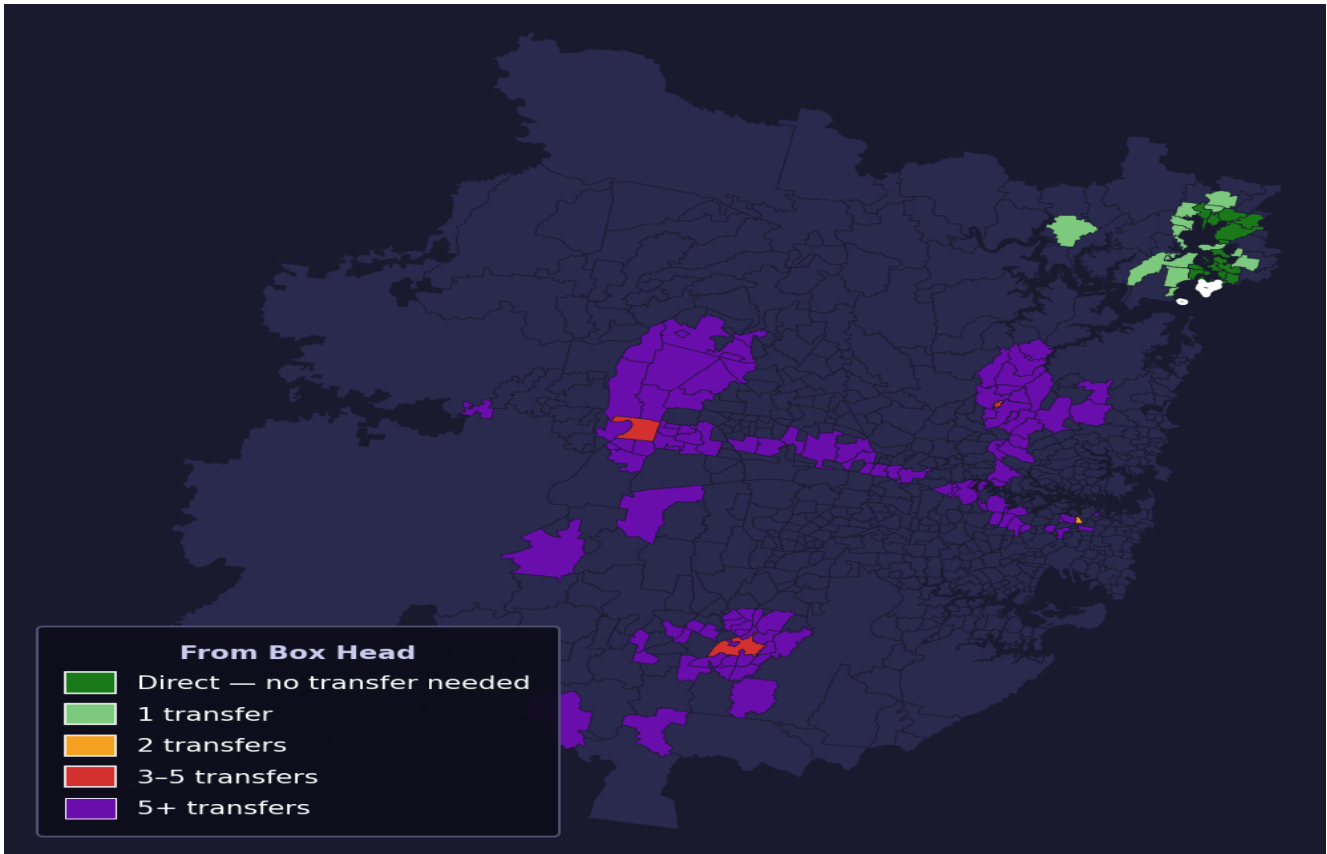 From Box Head
Direct — no transfer needed
1 transfer
2 transfers
3–5 transfers
5+ transfers